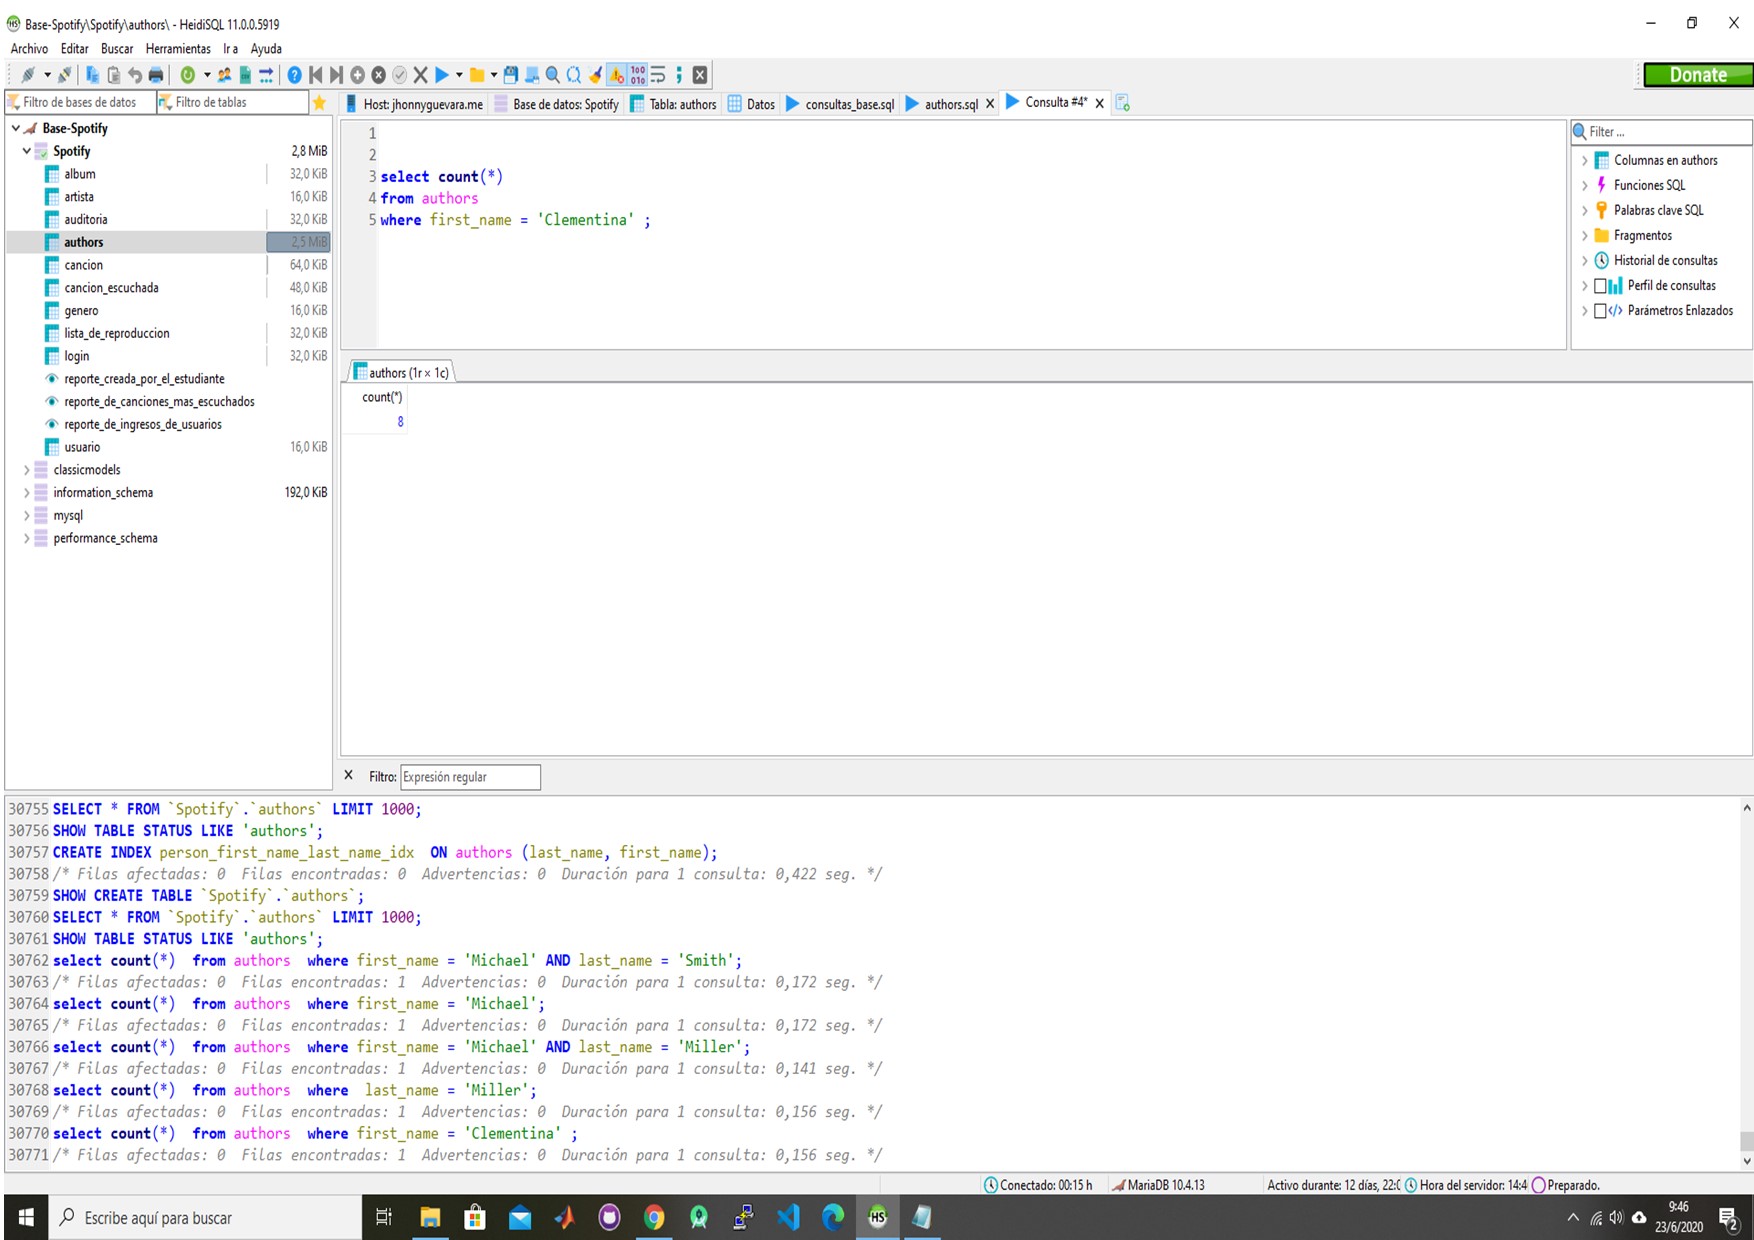 Base-Spotify\Spotify\authors\ - HeidiSQL 11.0.0.5919
Archivo Editar Buscar Herramientas Ir a Ayuda
Donate
Filtro de bases de datos Filtro de tablas
Host: jhonnyguevara.me Base de datos: Spotify Tabla: authors Datos consultas_base.sql authors.sql Consulta #4*
Base-Spotify
Spotify 2,8 MiB
album 32,0 KiB
artista 16,0 KiB
auditoria 32,0 KiB
authors 2,5 MiB
cancion 64,0 KiB
cancion_escuchada 48,0 KiB
genero 16,0 KiB
lista_de_reproduccion 32,0 KiB
login 32,0 KiB
reporte_creada_por_el_estudiante
reporte_de_canciones_mas_escuchados
reporte_de_ingresos_de_usuarios
usuario 16,0 KiB
classicmodels
information_schema 192,0 KiB
mysql
performance_schema
1
2
3 select count(*)
4 from authors
5 where first_name = 'Clementina' ;
Filter ...
Columnas en authors
Funciones SQL
Palabras clave SQL
Fragmentos
Historial de consultas
Perfil de consultas
Parámetros Enlazados
authors (1r × 1c)
count(*)
8
Filtro: Expresión regular
30755 SELECT * FROM `Spotify`.`authors` LIMIT 1000;
30756 SHOW TABLE STATUS LIKE 'authors';
30757 CREATE INDEX person_first_name_last_name_idx ON authors (last_name, first_name);
30758 /* Filas afectadas: 0 Filas encontradas: 0 Advertencias: 0 Duración para 1 consulta: 0,422 seg. */
30759 SHOW CREATE TABLE `Spotify`.`authors`;
30760 SELECT * FROM `Spotify`.`authors` LIMIT 1000;
30761 SHOW TABLE STATUS LIKE 'authors';
30762 select count(*) from authors where first_name = 'Michael' AND last_name = 'Smith';
30763 /* Filas afectadas: 0 Filas encontradas: 1 Advertencias: 0 Duración para 1 consulta: 0,172 seg. */
30764 select count(*) from authors where first_name = 'Michael';
30765 /* Filas afectadas: 0 Filas encontradas: 1 Advertencias: 0 Duración para 1 consulta: 0,172 seg. */
30766 select count(*) from authors where first_name = 'Michael' AND last_name = 'Miller';
30767 /* Filas afectadas: 0 Filas encontradas: 1 Advertencias: 0 Duración para 1 consulta: 0,141 seg. */
30768 select count(*) from authors where last_name = 'Miller';
30769 /* Filas afectadas: 0 Filas encontradas: 1 Advertencias: 0 Duración para 1 consulta: 0,156 seg. */
30770 select count(*) from authors where first_name = 'Clementina' ;
30771 /* Filas afectadas: 0 Filas encontradas: 1 Advertencias: 0 Duración para 1 consulta: 0,156 seg. */
Conectado: 00:15 h MariaDB 10.4.13 Activo durante: 12 días, 22:0 Hora del servidor: 14:4 Preparado.
Escribe aquí para buscar
HS
9:46
23/6/2020
2